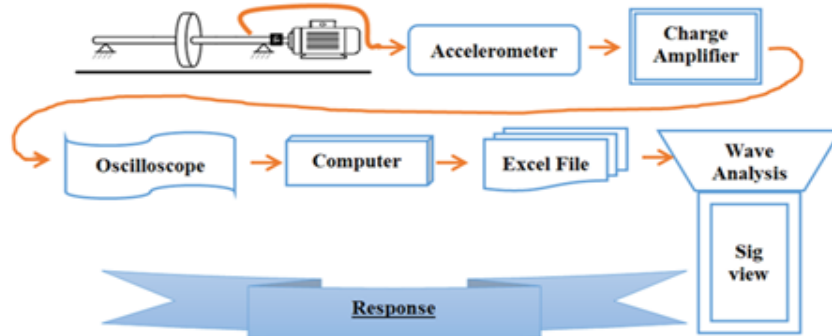 Accelerometer
Charge
Amplifier
Oscilloscope
Computer
Excel File
Wave
Analysis
Sig
view
Response